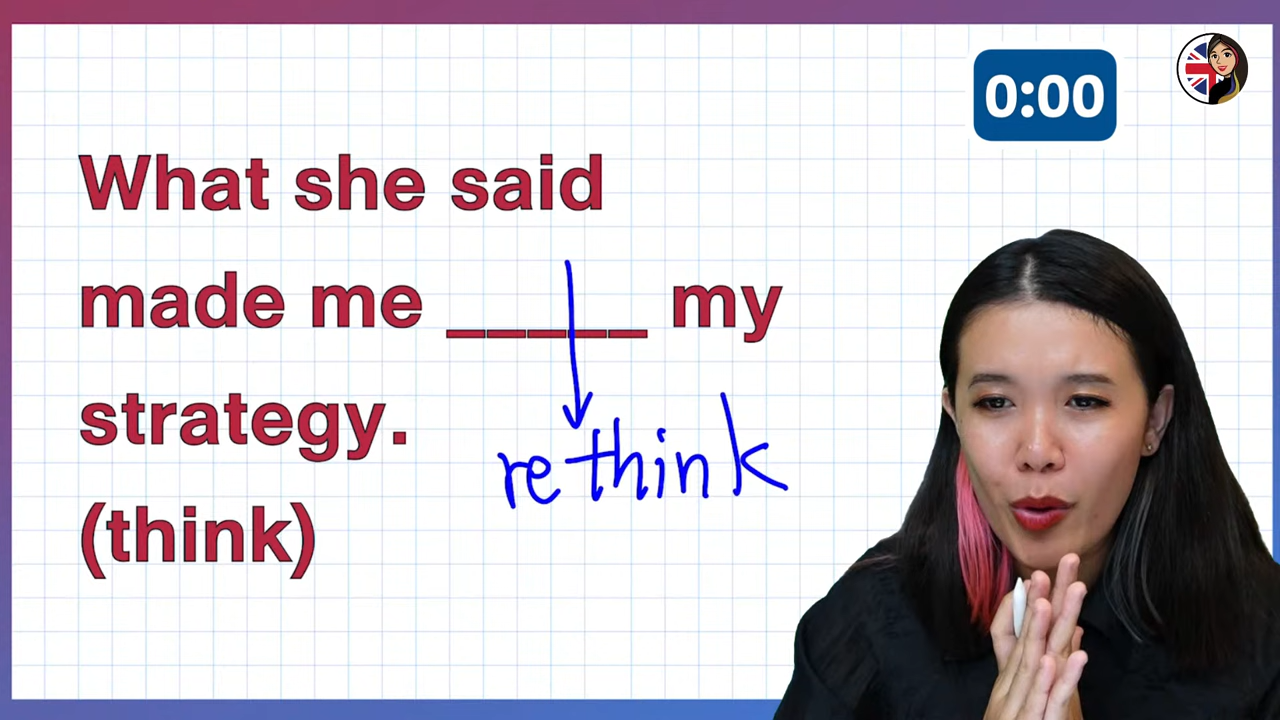 0:00
What she said
made me _____ my
strategy.
rethink
(think)